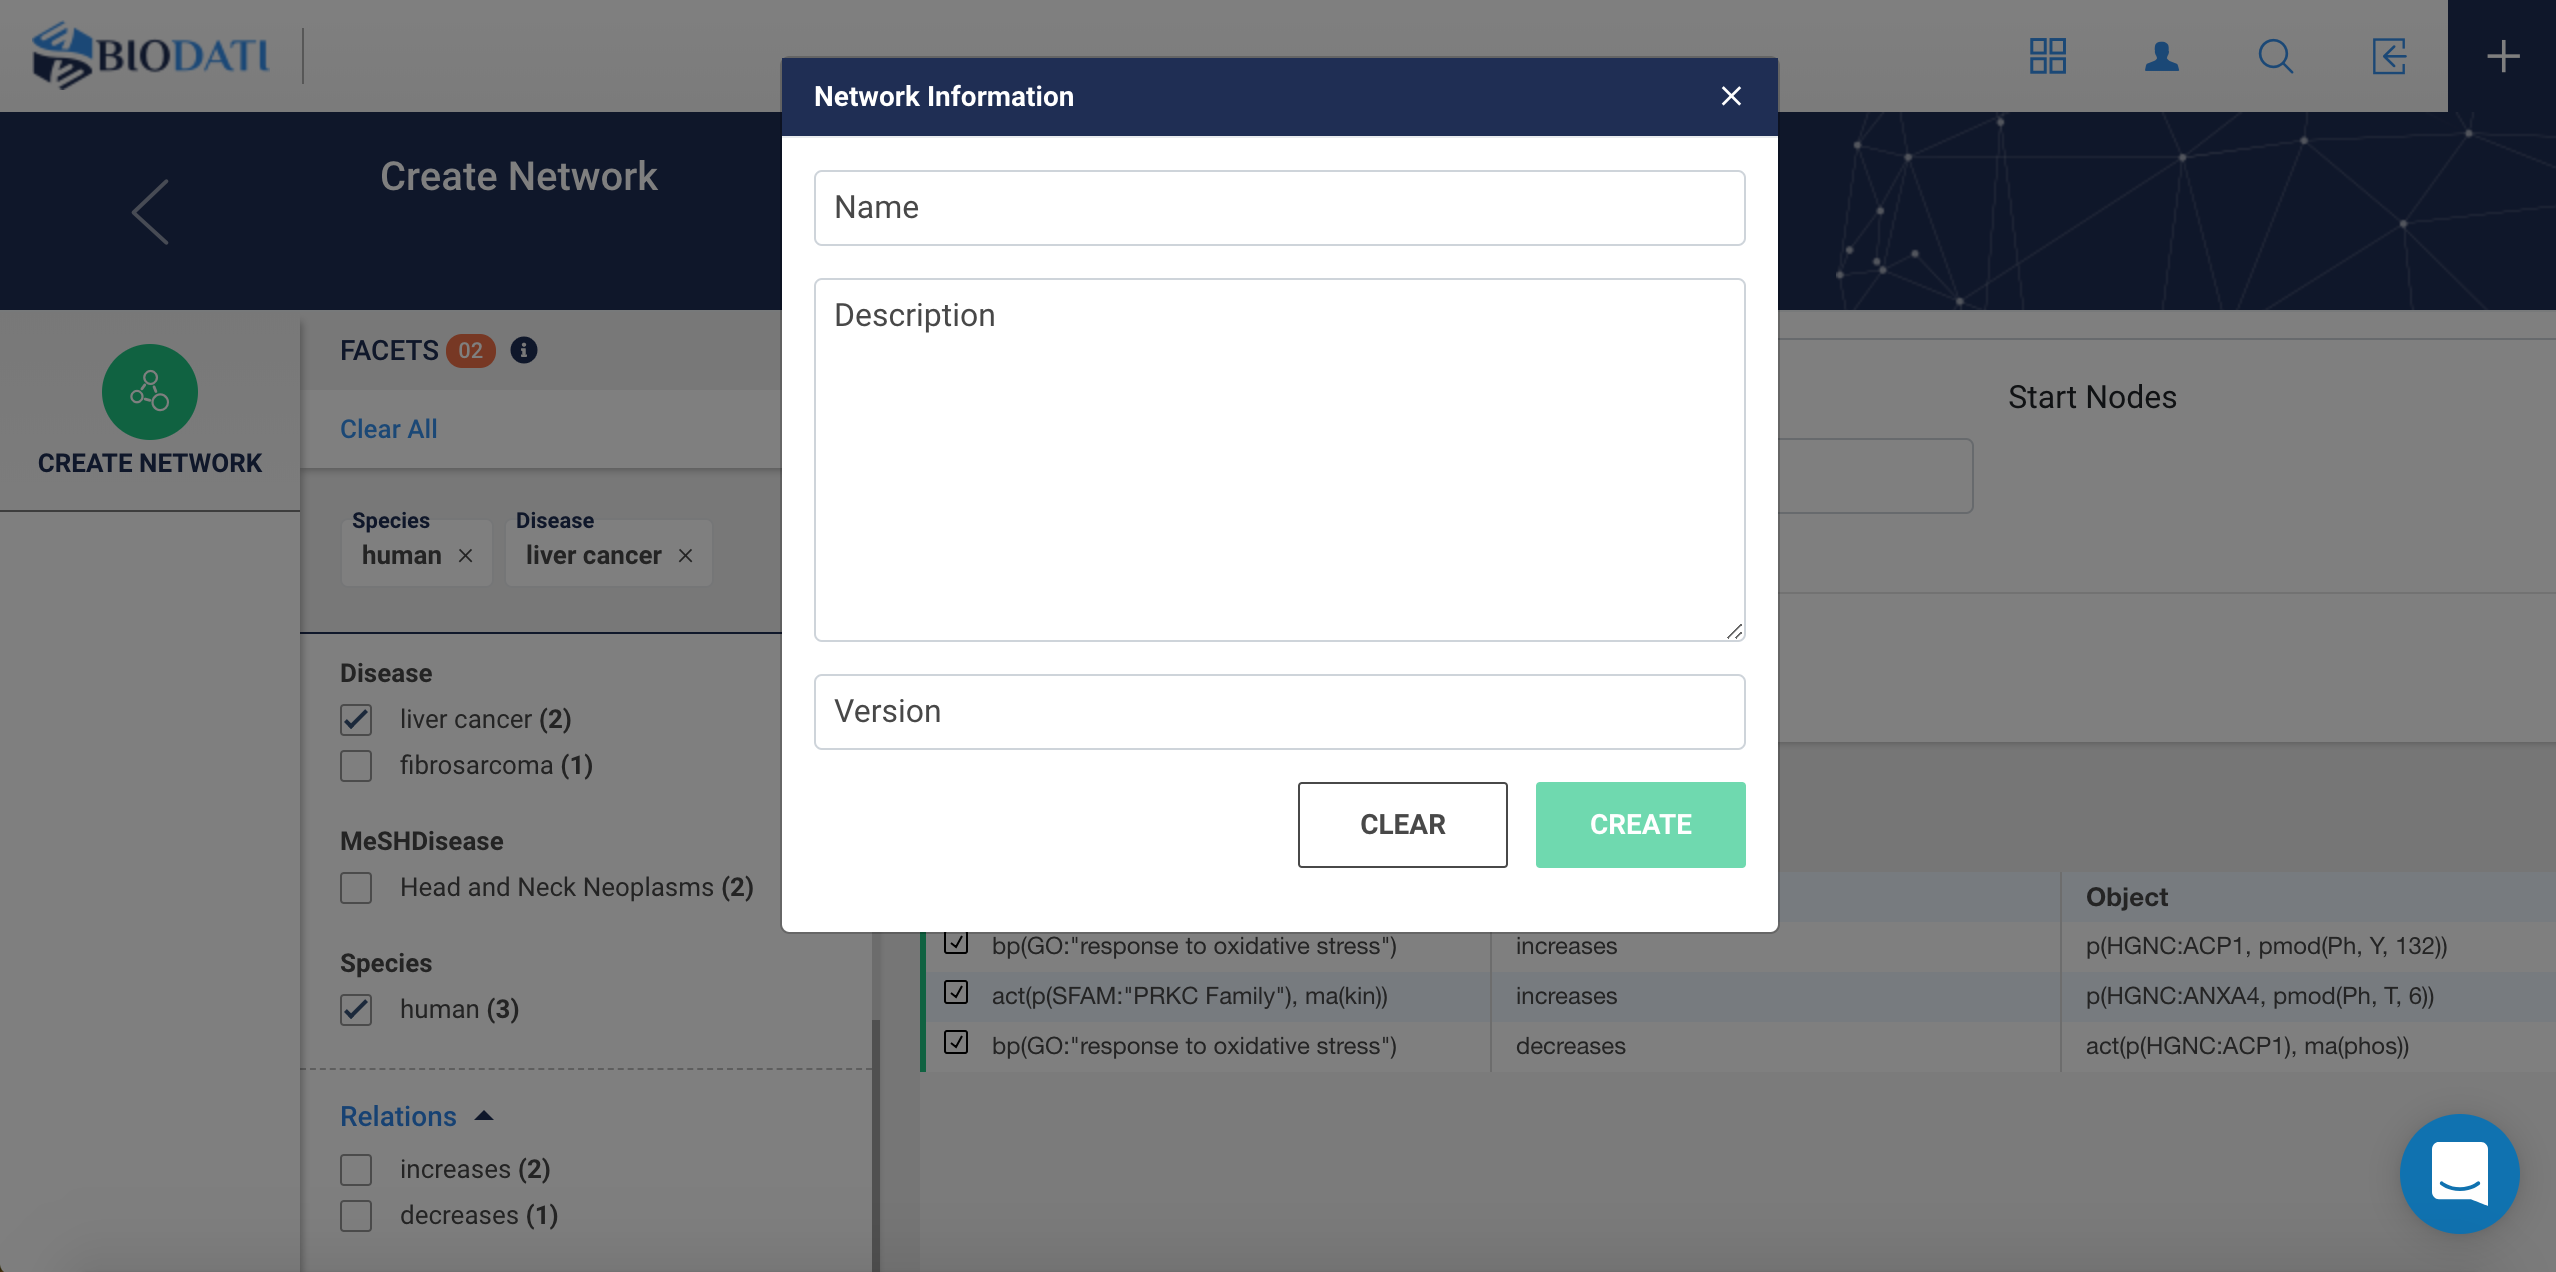 BIODATI
Network Information
Create Network
Name
Description
Version
CLEAR
CREATE
CREATE NETWORK
FACETS 02
Clear All
Species
human
Disease
liver cancer
Disease
liver cancer (2)
fibrosarcoma (1)
MeSHDisease
Head and Neck Neoplasms (2)
Species
human (3)
Relations
increases (2)
decreases (1)
Start Nodes
Object
bp(GO:"response to oxidative stress") increases p(HGNC:ACP1, pmod(Ph, Y, 132))
act(p(SFAM:"PRKC Family"), ma(kin)) increases p(HGNC:ANXA4, pmod(Ph, T, 6))
bp(GO:"response to oxidative stress") decreases act(p(HGNC:ACP1), ma(phos))